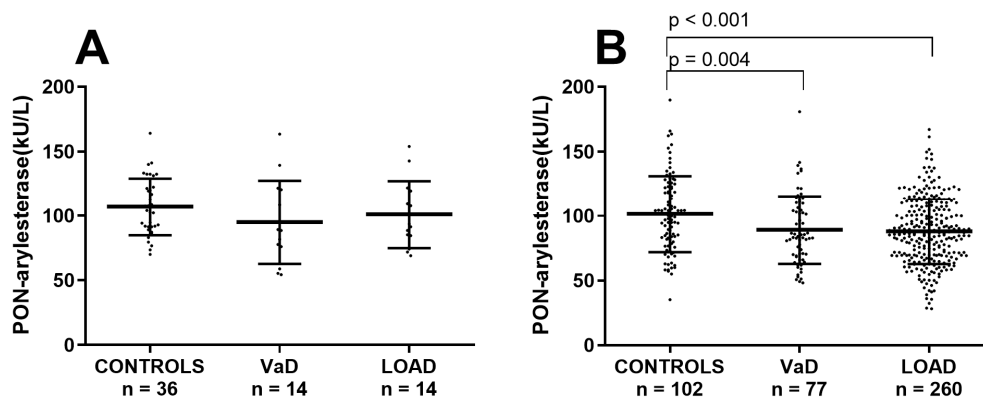 A
PON-arylesterase(kU/L)
200
150
100
50
0
CONTROLS
n = 36
VaD
n = 14
LOAD
n = 14
B
p < 0.001
p = 0.004
PON-arylesterase(kU/L)
200
150
100
50
0
CONTROLS
n = 102
VaD
n = 77
LOAD
n = 260